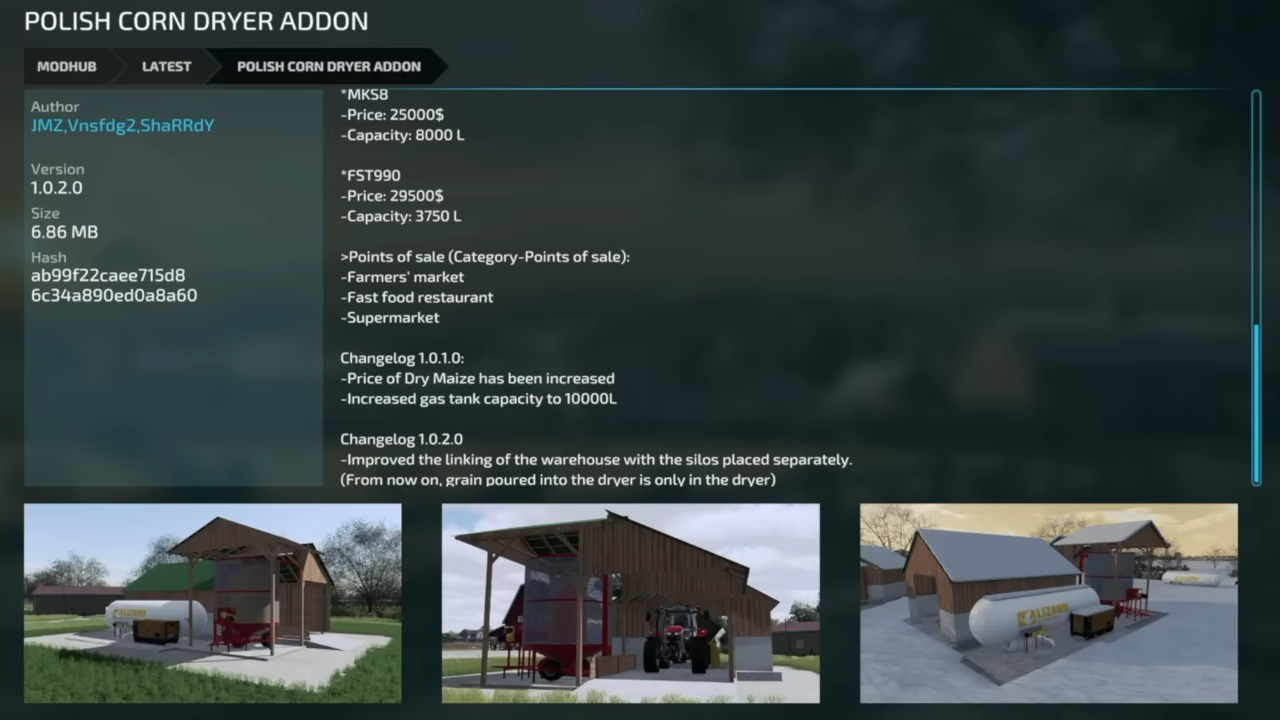 POLISH CORN DRYER ADDON
MODHUB
LATEST
POLISH CORN DRYER ADDON
Author
JMZ,Vnsfdg2,ShaRRdY
Version
1.0.2.0
Size
6.86 MB
Hash
ab99f22caee715d8
6c34a890ed0a8a60
*MKS8
-Price: 25000$
-Capacity: 8000 L
*FST990
-Price: 29500$
-Capacity: 3750 L
>Points of sale (Category-Points of sale):
-Farmers' market
-Fast food restaurant
-Supermarket
Changelog 1.0.1.0:
-Price of Dry Maize has been increased
-Increased gas tank capacity to 10000L
Changelog 1.0.2.0
-Improved the linking of the warehouse with the silos placed separately.
(From now on, grain poured into the dryer is only in the dryer)
LIZARD